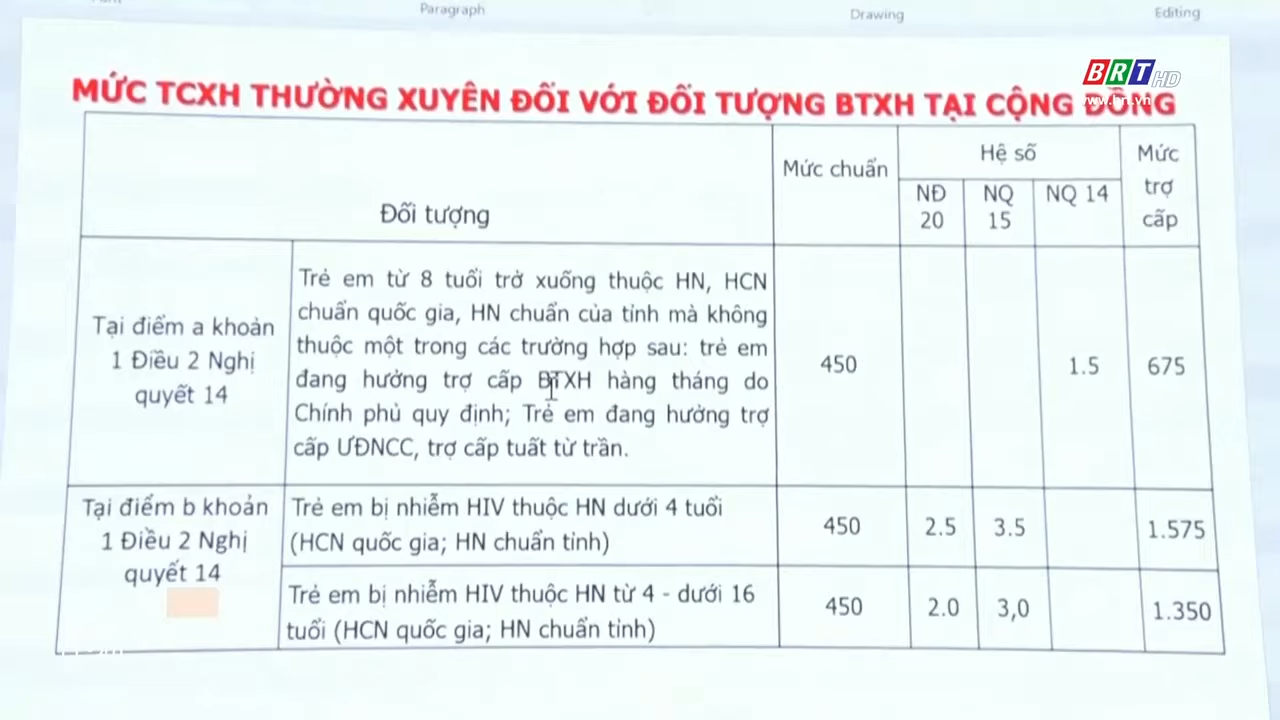 Paragraph
Drawing
Editing
BRT HD
www.brt.vn
MỨC TCXH THƯỜNG XUYÊN ĐỐI VỚI ĐỐI TƯỢNG BTXH TẠI CỘNG ĐỒNG
Đối tượng
Mức chuẩn
Hệ số
Mức
trợ
cấp
NĐ
20
NQ
15
NQ 14
Tại điểm a khoản
1 Điều 2 Nghị
quyết 14
Trẻ em từ 8 tuổi trở xuống thuộc HN, HCN
chuẩn quốc gia, HN chuẩn của tỉnh mà không
thuộc một trong các trường hợp sau: trẻ em
đang hưởng trợ cấp BTXH hàng tháng do
Chính phủ quy định; Trẻ em đang hưởng trợ
cấp ƯĐNCC, trợ cấp tuất từ trần.
450
1.5
675
Tại điểm b khoản
1 Điều 2 Nghị
quyết 14
Trẻ em bị nhiễm HIV thuộc HN dưới 4 tuổi
(HCN quốc gia; HN chuẩn tỉnh)
450
2.5
3.5
1.575
Trẻ em bị nhiễm HIV thuộc HN từ 4 - dưới 16
tuổi (HCN quốc gia; HN chuẩn tỉnh)
450
2.0
3,0
1.350